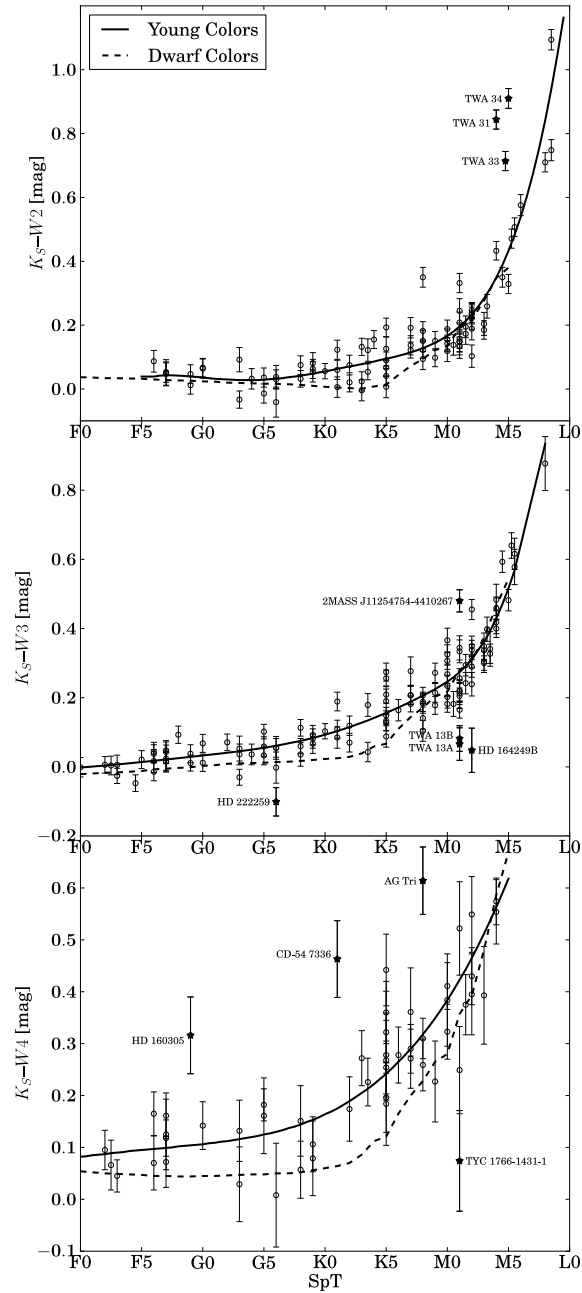 Young Colors
Dwarf Colors
1.0
0.8
0.6
0.4
0.2
0.0
K_S−W2 [mag]
TWA 34
TWA 31
TWA 33
F0 F5 G0 G5 K0 K5 M0 M5 L0
0.8
0.6
0.4
0.2
0.0
−0.2
K_S−W3 [mag]
2MASS J11254754-4410267
TWA 13B
TWA 13A
HD 164249B
HD 222259
F0 F5 G0 G5 K0 K5 M0 M5 L0
0.6
0.5
0.4
0.3
0.2
0.1
0.0
−0.1
K_S−W4 [mag]
AG Tri
CD-54 7336
HD 160305
TYC 1766-1431-1
F0 F5 G0 G5 K0 K5 M0 M5 L0
SpT